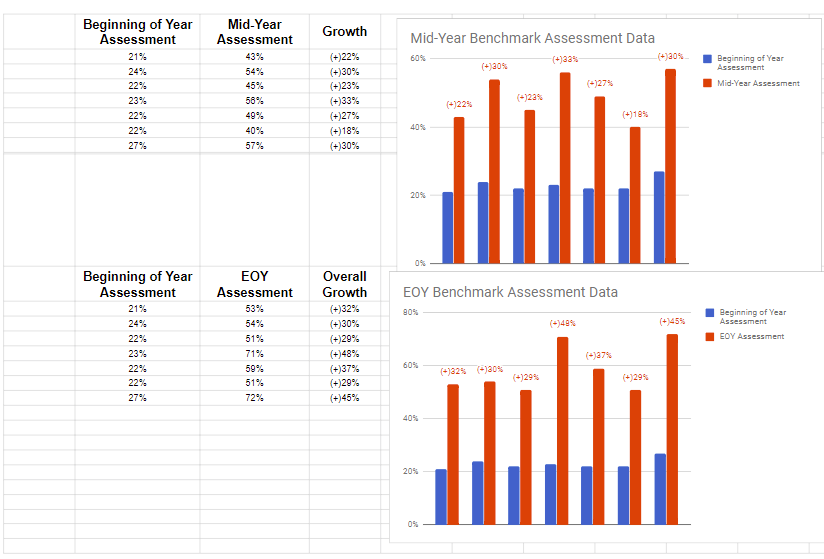 Beginning of Year Assessment Mid-Year Assessment Growth
21% 43% (+)22%
24% 54% (+)30%
22% 45% (+)23%
23% 56% (+)33%
22% 49% (+)27%
22% 40% (+)18%
27% 57% (+)30%
Mid-Year Benchmark Assessment Data
60%
40%
20%
0%
(+)22% (+)30% (+)23% (+)33% (+)27% (+)18% (+)30%
Beginning of Year
Assessment
Mid-Year Assessment
Beginning of Year Assessment EOY Assessment Overall Growth
21% 53% (+)32%
24% 54% (+)30%
22% 51% (+)29%
23% 71% (+)48%
22% 59% (+)37%
22% 51% (+)29%
27% 72% (+)45%
EOY Benchmark Assessment Data
80%
60%
40%
20%
0%
(+)32% (+)30% (+)29% (+)48% (+)37% (+)29% (+)45%
Beginning of Year
Assessment
EOY Assessment